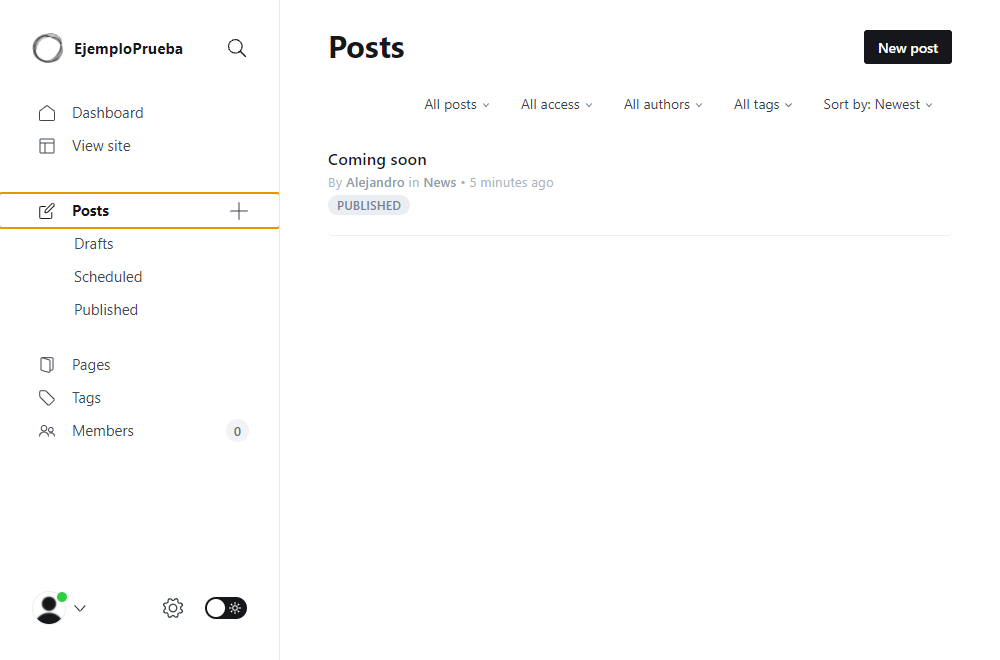 EjemploPrueba
Dashboard
View site
Posts
Drafts
Scheduled
Published
Pages
Tags
Members 0
Posts
New post
All posts All access All authors All tags Sort by: Newest
Coming soon
By Alejandro in News • 5 minutes ago
PUBLISHED